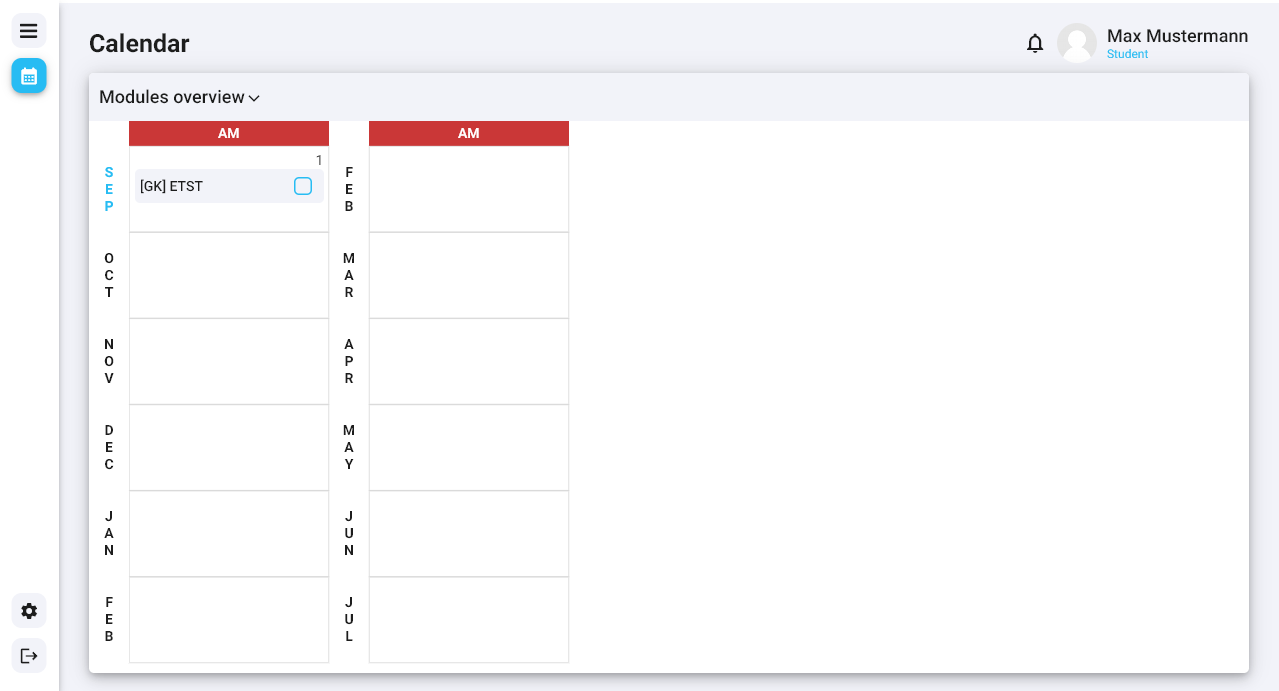 Calendar
Max Mustermann
Student
Modules overview
AM
AM
1
SEP
[GK] ETST
FEB
OCT
MAR
NOV
APR
DEC
MAY
JAN
JUN
FEB
JUL